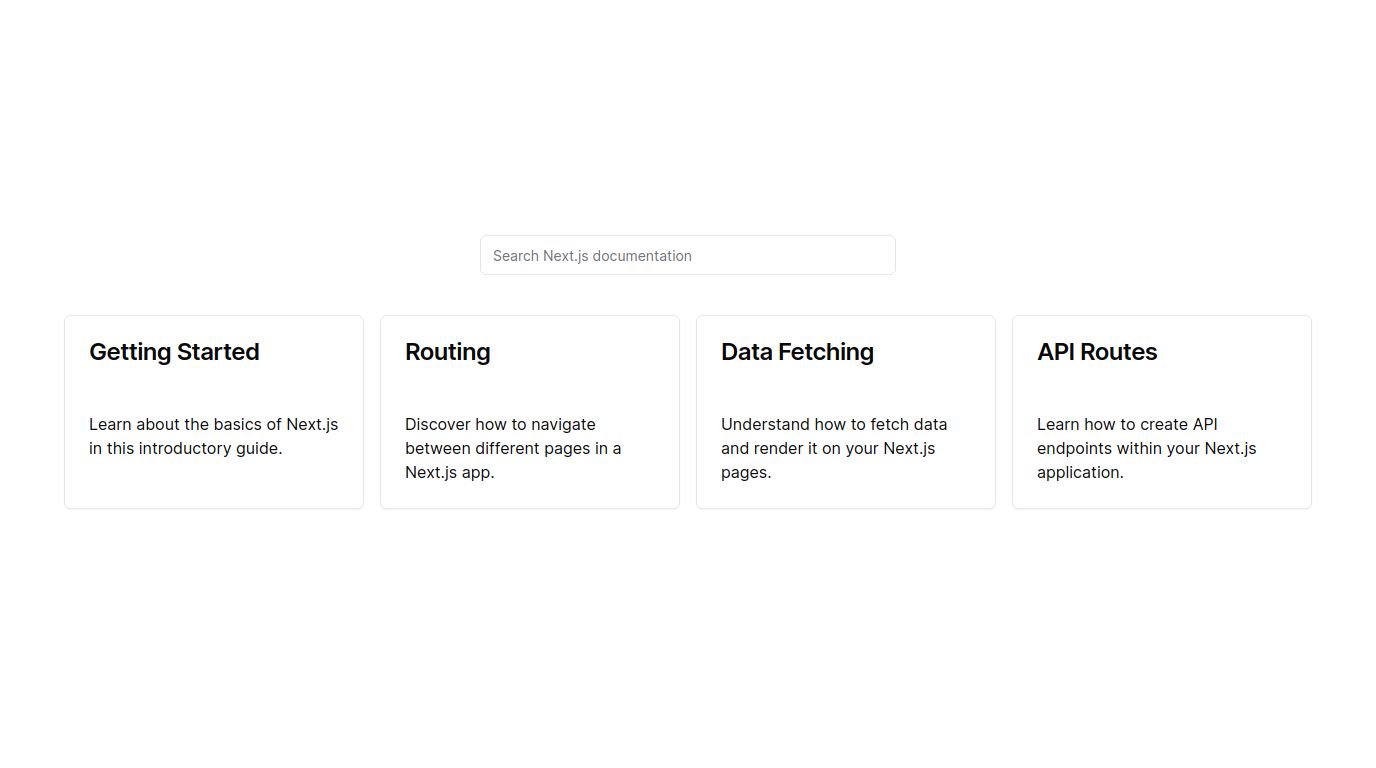 Search Next.js documentation
Getting Started
Learn about the basics of Next.js
in this introductory guide.
Routing
Discover how to navigate
between different pages in a
Next.js app.
Data Fetching
Understand how to fetch data
and render it on your Next.js
pages.
API Routes
Learn how to create API
endpoints within your Next.js
application.